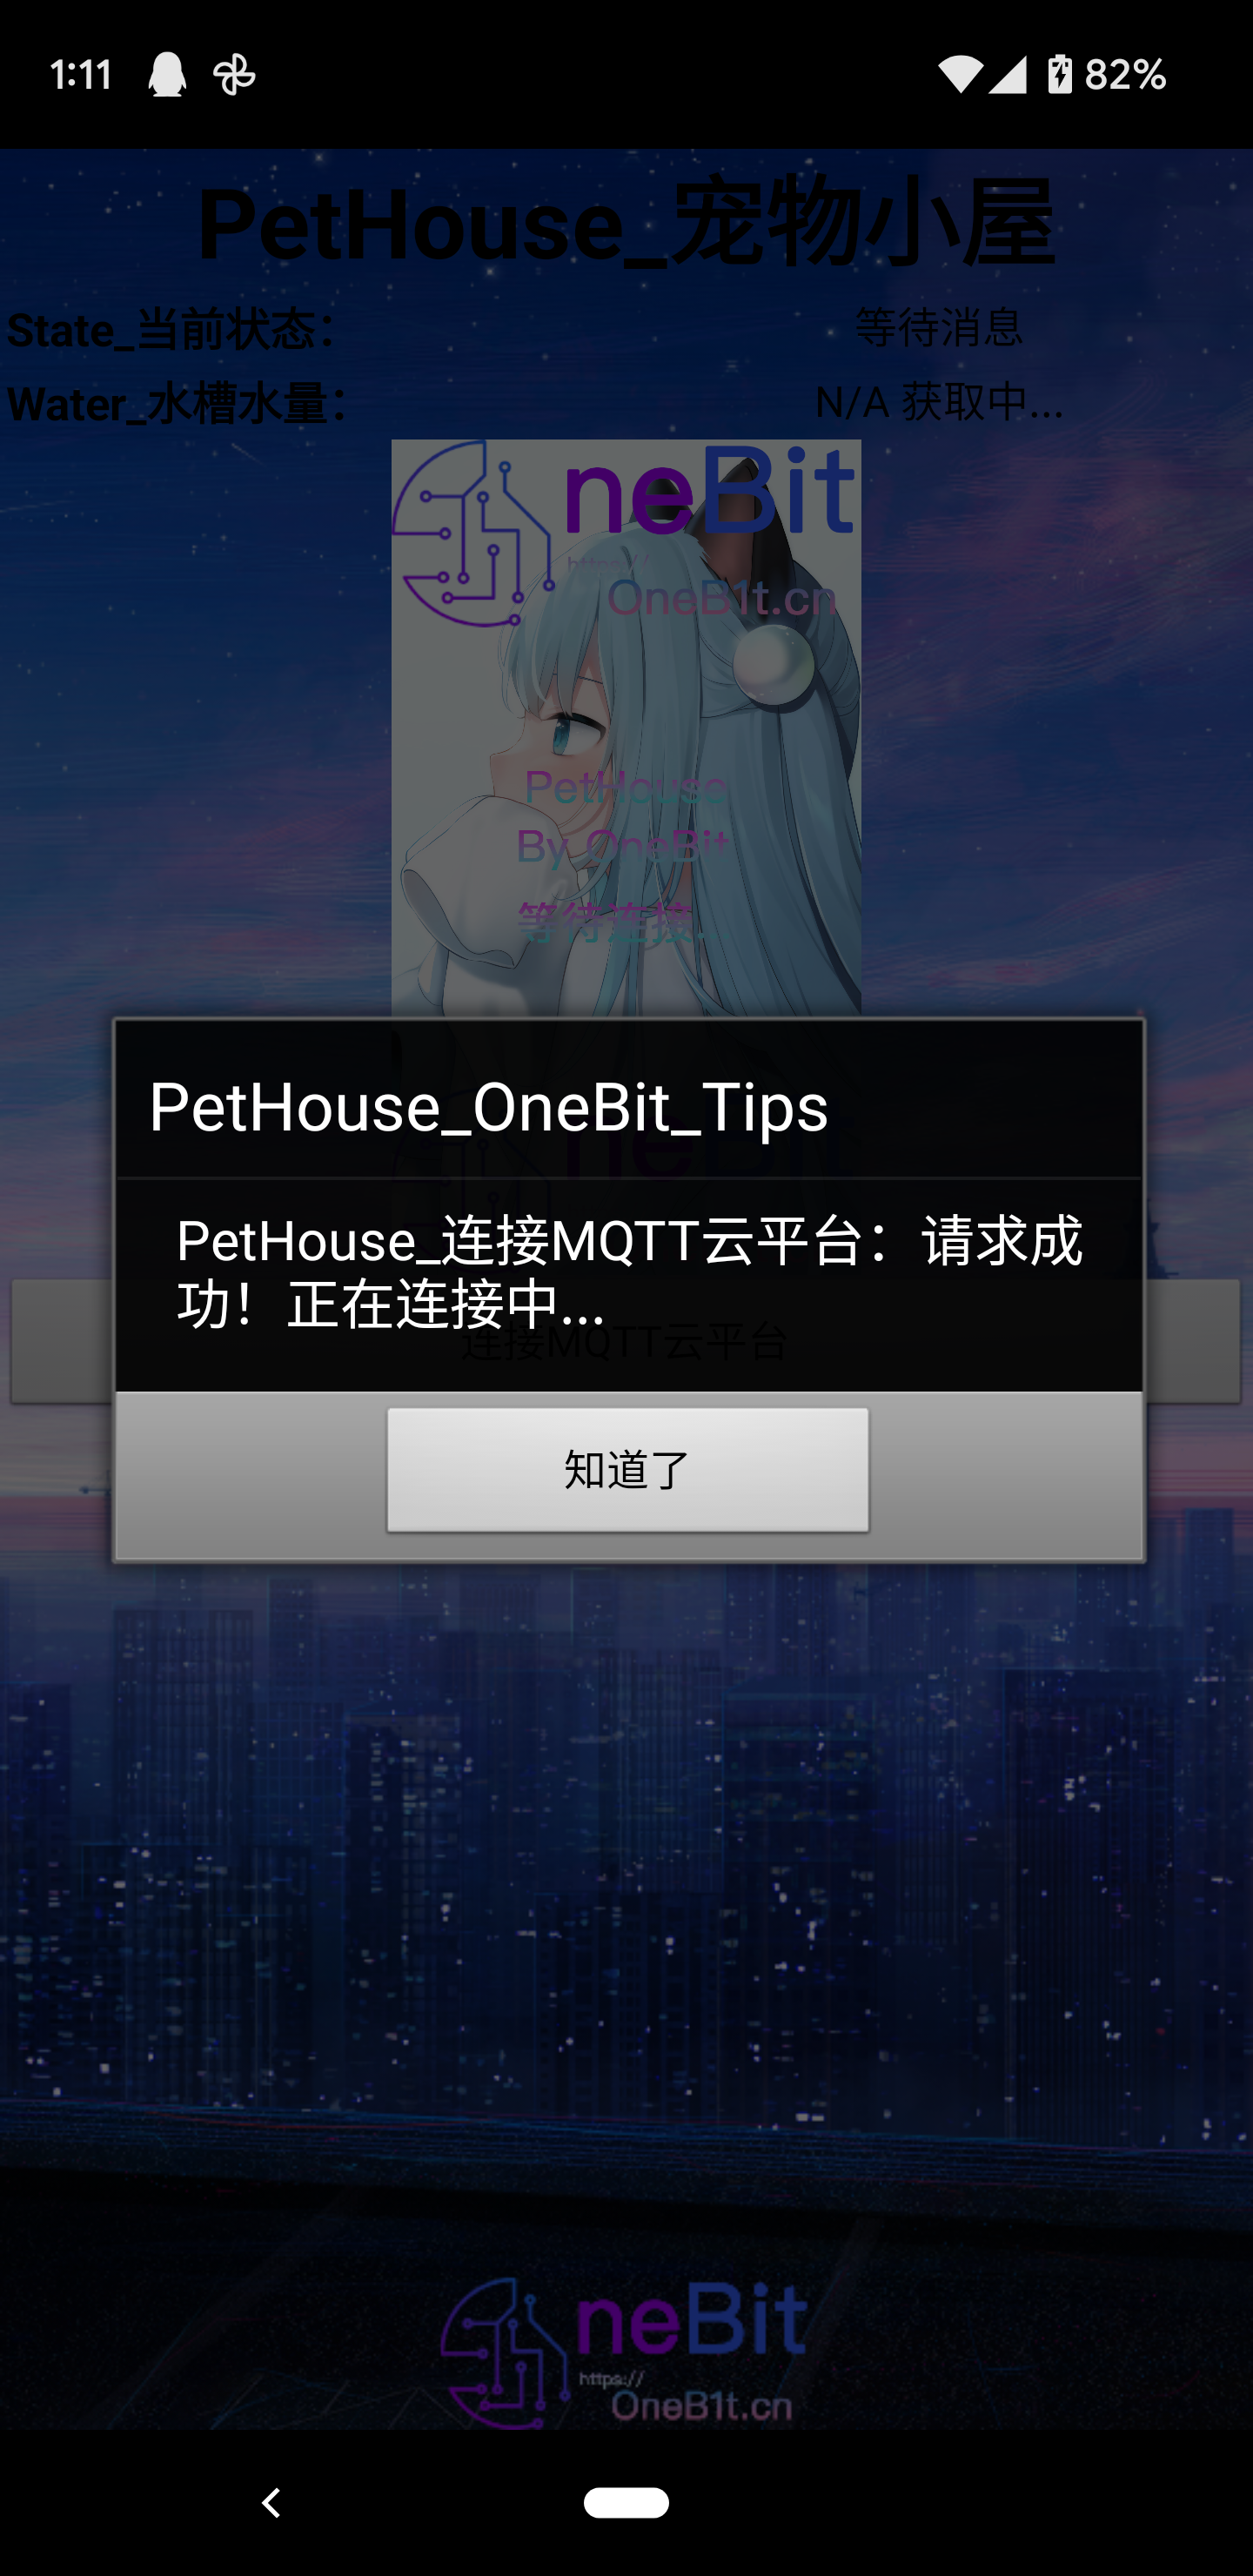 1:11
82%
PetHouse_宠物小屋
State_当前状态：
等待消息
Water_水槽水量：
N/A 获取中...
neBit
https://
OneB1t.cn
PetHouse
By OneBit
等待连接...
PetHouse_OneBit_Tips
neBit
PetHouse_连接MQTT云平台：请求成
功！正在连接中...
连接MQTT云平台
知道了
neBit
https://
OneB1t.cn